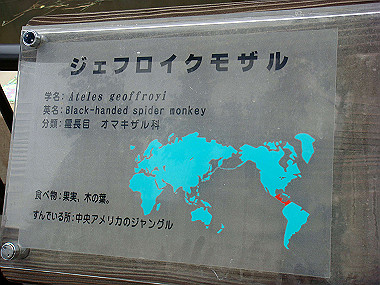 ジェフロイクモザル
学名：Ateles geoffroyi
英名：Black-handed spider monkey
分類：霊長目　オマキザル科
食べ物：果実、木の葉。
すんでいる所：中央アメリカのジャングル